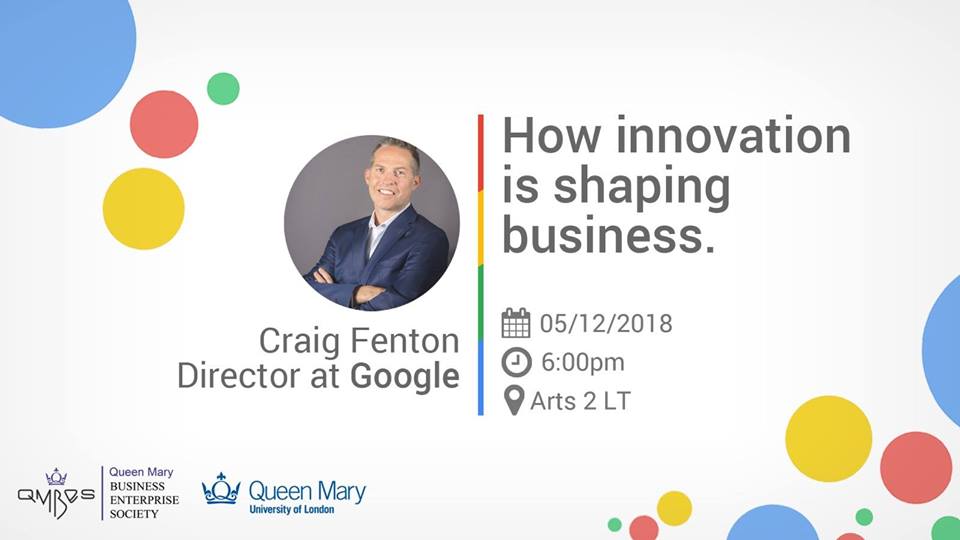 How innovation
is shaping
business.
Craig Fenton
Director at Google
05/12/2018
6:00pm
Arts 2 LT
QMBES
Queen Mary
BUSINESS
ENTERPRISE
SOCIETY
Queen Mary
University of London